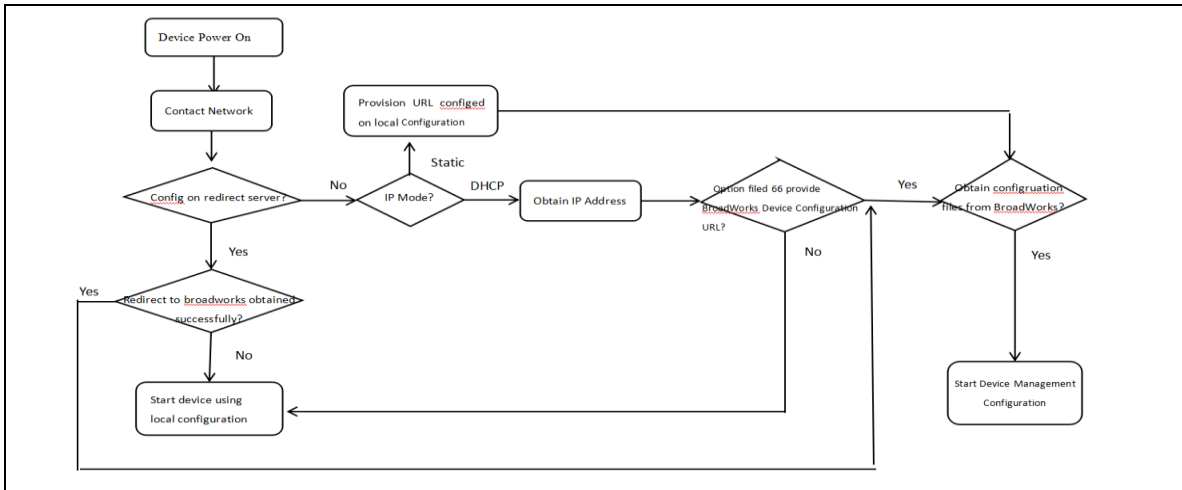 Device Power On
Contact Network
Provision URL configed
on local Configuration
Static
Config on redirect server?
No
IP Mode?
DHCP
Obtain IP Address
Option filed 66 provide
BroadWorks Device Configuration
URL?
Yes
Obtain configruation
files from BroadWorks?
Yes
No
Yes
Yes
Redirect to broadworks obtained
successfully?
No
Start device using
local configuration
Start Device Management
Configuration